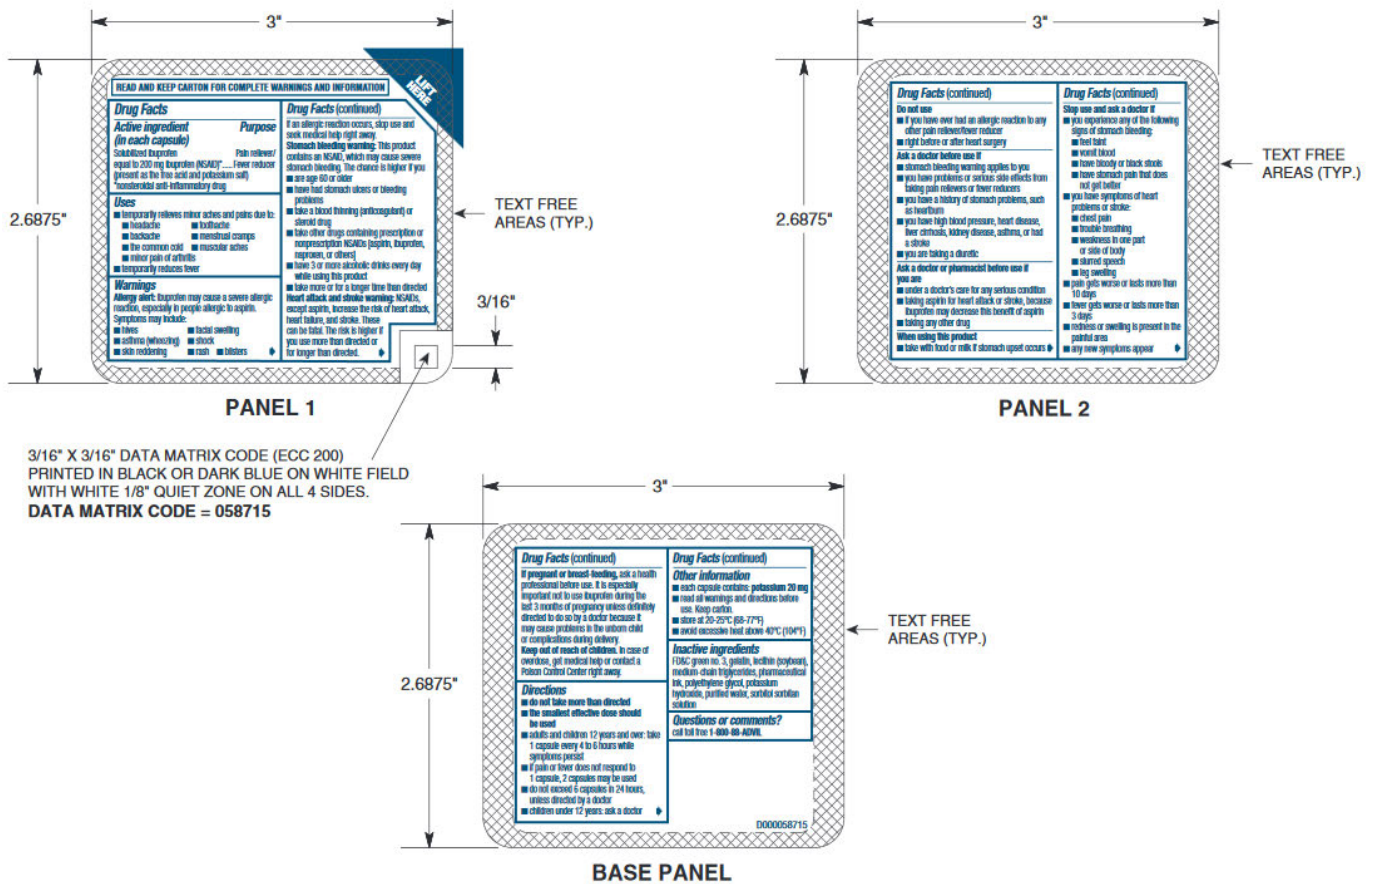 3"
LIFT
HERE
READ AND KEEP CARTON FOR COMPLETE WARNINGS AND INFORMATION
Drug Facts
Active ingredient Purpose
(in each capsule)
Solubilized ibuprofen Pain reliever/
equal to 200 mg ibuprofen (NSAID)*..... Fever reducer
(present as the free acid and potassium salt)
*nonsteroidal anti-inflammatory drug
Uses
■ temporarily relieves minor aches and pains due to:
■ headache ■ toothache
■ backache ■ menstrual cramps
■ the common cold ■ muscular aches
■ minor pain of arthritis
■ temporarily reduces fever
Warnings
Allergy alert: Ibuprofen may cause a severe allergic
reaction, especially in people allergic to aspirin.
Symptoms may include:
■ hives ■ facial swelling
■ asthma (wheezing) ■ shock
■ skin reddening ■ rash ■ blisters
Drug Facts (continued)
If an allergic reaction occurs, stop use and
seek medical help right away.
Stomach bleeding warning: This product
contains an NSAID, which may cause severe
stomach bleeding. The chance is higher if you
■ are age 60 or older
■ have had stomach ulcers or bleeding
problems
■ take a blood thinning (anticoagulant) or
steroid drug
■ take other drugs containing prescription or
nonprescription NSAIDs [aspirin, ibuprofen,
naproxen, or others]
■ have 3 or more alcoholic drinks every day
while using this product
■ take more or for a longer time than directed
Heart attack and stroke warning: NSAIDs,
except aspirin, increase the risk of heart attack,
heart failure, and stroke. These
can be fatal. The risk is higher if
you use more than directed or
for longer than directed.
2.6875"
TEXT FREE
AREAS (TYP.)
3/16"
PANEL 1
3/16" X 3/16" DATA MATRIX CODE (ECC 200)
PRINTED IN BLACK OR DARK BLUE ON WHITE FIELD
WITH WHITE 1/8" QUIET ZONE ON ALL 4 SIDES.
DATA MATRIX CODE = 058715
3"
Drug Facts (continued)
Do not use
■ if you have ever had an allergic reaction to any
other pain reliever/fever reducer
■ right before or after heart surgery
Ask a doctor before use if
■ stomach bleeding warning applies to you
■ you have problems or serious side effects from
taking pain relievers or fever reducers
■ you have a history of stomach problems, such
as heartburn
■ you have high blood pressure, heart disease,
liver cirrhosis, kidney disease, asthma, or had
a stroke
■ you are taking a diuretic
Ask a doctor or pharmacist before use if
you are
■ under a doctor's care for any serious condition
■ taking aspirin for heart attack or stroke, because
ibuprofen may decrease this benefit of aspirin
■ taking any other drug
When using this product
■ take with food or milk if stomach upset occurs
Drug Facts (continued)
Stop use and ask a doctor if
■ you experience any of the following
signs of stomach bleeding:
■ feel faint
■ vomit blood
■ have bloody or black stools
■ have stomach pain that does
not get better
■ you have symptoms of heart
problems or stroke:
■ chest pain
■ trouble breathing
■ weakness in one part
or side of body
■ slurred speech
■ leg swelling
■ pain gets worse or lasts more than
10 days
■ fever gets worse or lasts more than
3 days
■ redness or swelling is present in the
painful area
■ any new symptoms appear
2.6875"
TEXT FREE
AREAS (TYP.)
PANEL 2
3"
Drug Facts (continued)
If pregnant or breast-feeding, ask a health
professional before use. It is especially
important not to use ibuprofen during the
last 3 months of pregnancy unless definitely
directed to do so by a doctor because it
may cause problems in the unborn child
or complications during delivery.
Keep out of reach of children. In case of
overdose, get medical help or contact a
Poison Control Center right away.
Directions
■ do not take more than directed
■ the smallest effective dose should
be used
■ adults and children 12 years and over: take
1 capsule every 4 to 6 hours while
symptoms persist
■ if pain or fever does not respond to
1 capsule, 2 capsules may be used
■ do not exceed 6 capsules in 24 hours,
unless directed by a doctor
■ children under 12 years: ask a doctor
Drug Facts (continued)
Other information
■ each capsule contains: potassium 20 mg
■ read all warnings and directions before
use. Keep carton.
■ store at 20-25°C (68-77°F)
■ avoid excessive heat above 40°C (104°F)
Inactive ingredients
FD&C green no. 3, gelatin, lecithin (soybean),
medium-chain triglycerides, pharmaceutical
ink, polyethylene glycol, potassium
hydroxide, purified water, sorbitol sorbitan
solution
Questions or comments?
call toll free 1-800-88-ADVIL
D000058715
2.6875"
TEXT FREE
AREAS (TYP.)
BASE PANEL